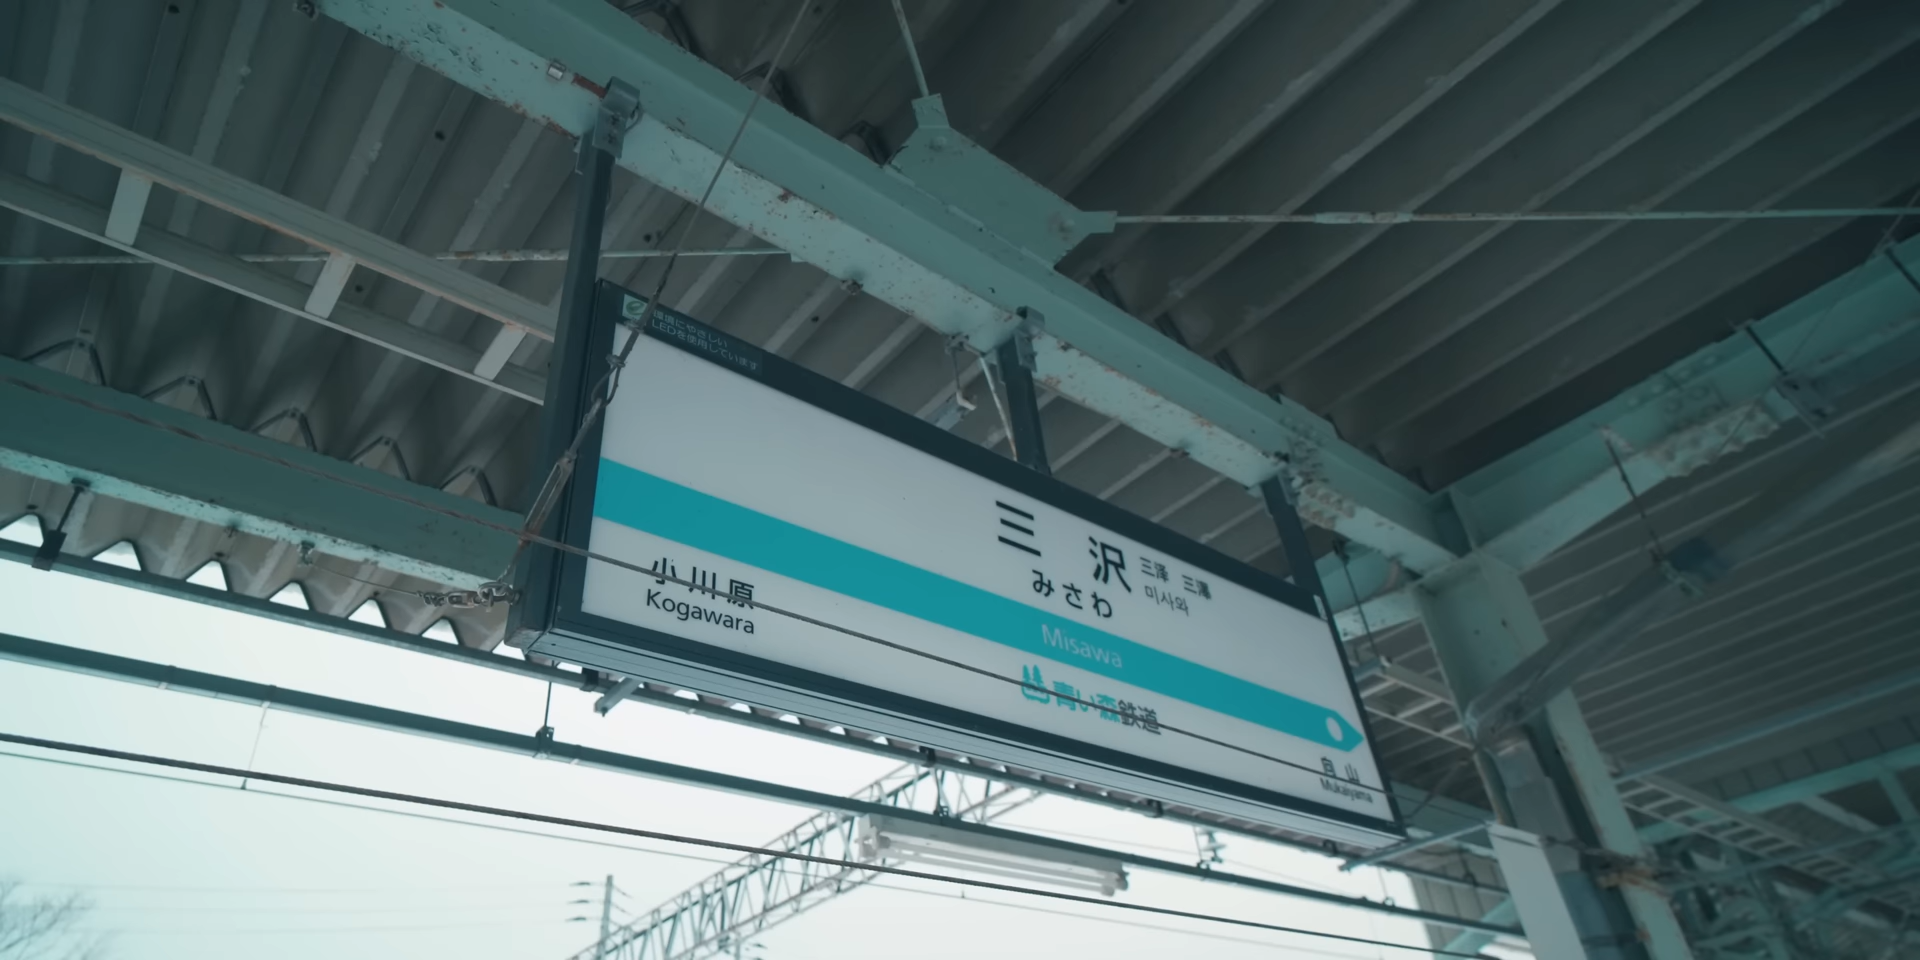 環境にやさしい
LEDを使用しています
三沢
三泽 三澤
みさわ
미사와
Misawa
小川原
Kogawara
青い森鉄道
向山
Mukaiyama